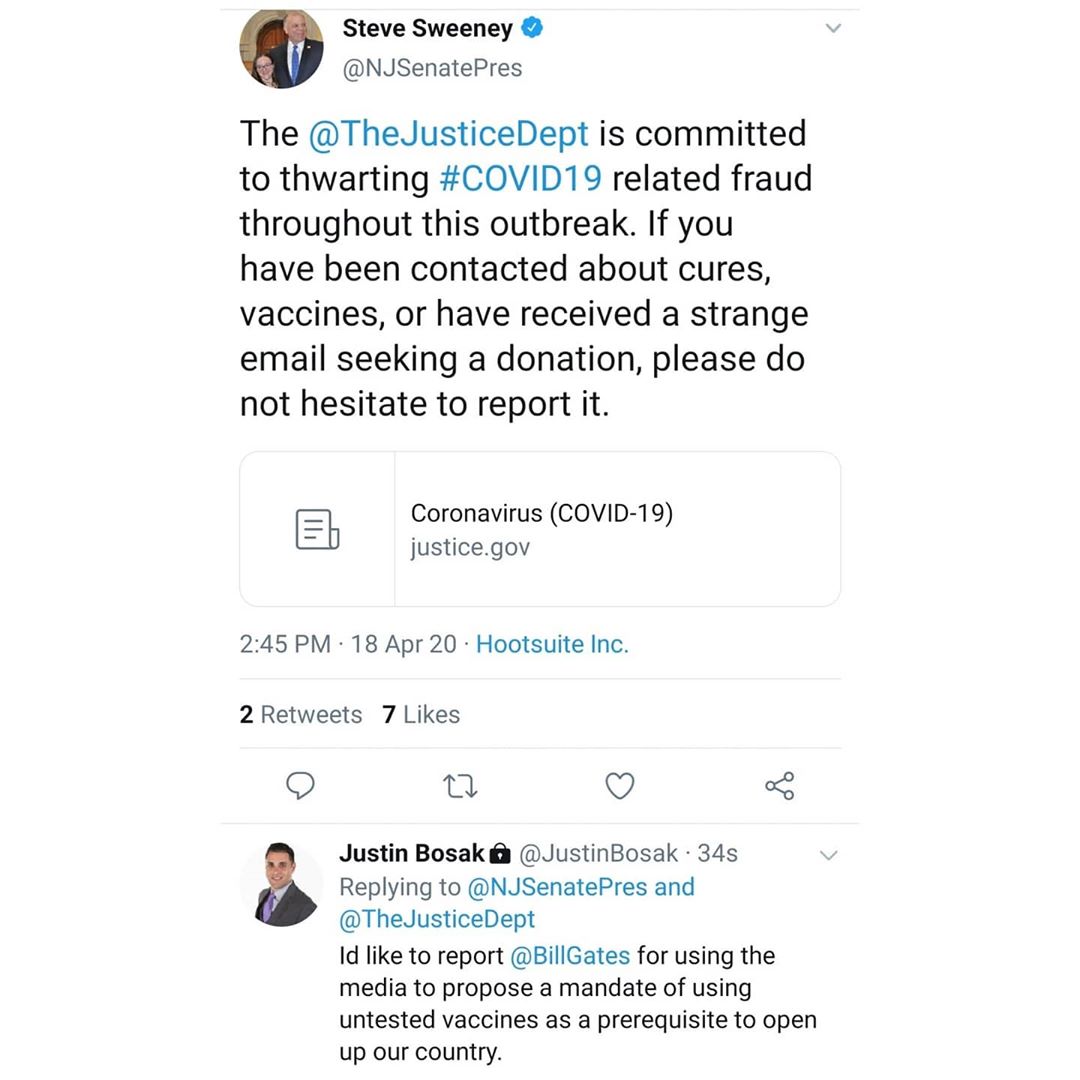 Steve Sweeney
@NJSenatePres
The @TheJusticeDept is committed
to thwarting #COVID19 related fraud
throughout this outbreak. If you
have been contacted about cures,
vaccines, or have received a strange
email seeking a donation, please do
not hesitate to report it.
Coronavirus (COVID-19)
justice.gov
2:45 PM · 18 Apr 20 · Hootsuite Inc.
2 Retweets 7 Likes
Justin Bosak @JustinBosak · 34s
Replying to @NJSenatePres and
@TheJusticeDept
Id like to report @BillGates for using the
media to propose a mandate of using
untested vaccines as a prerequisite to open
up our country.